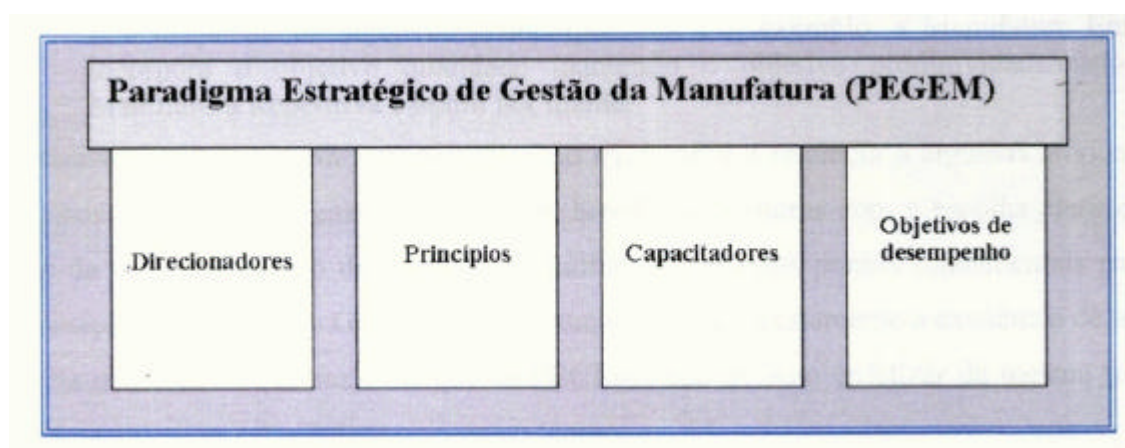 Paradigma Estratégico de Gestão da Manufatura (PEGEM)
Direcionadores
Princípios
Capacitadores
Objetivos de
desempenho